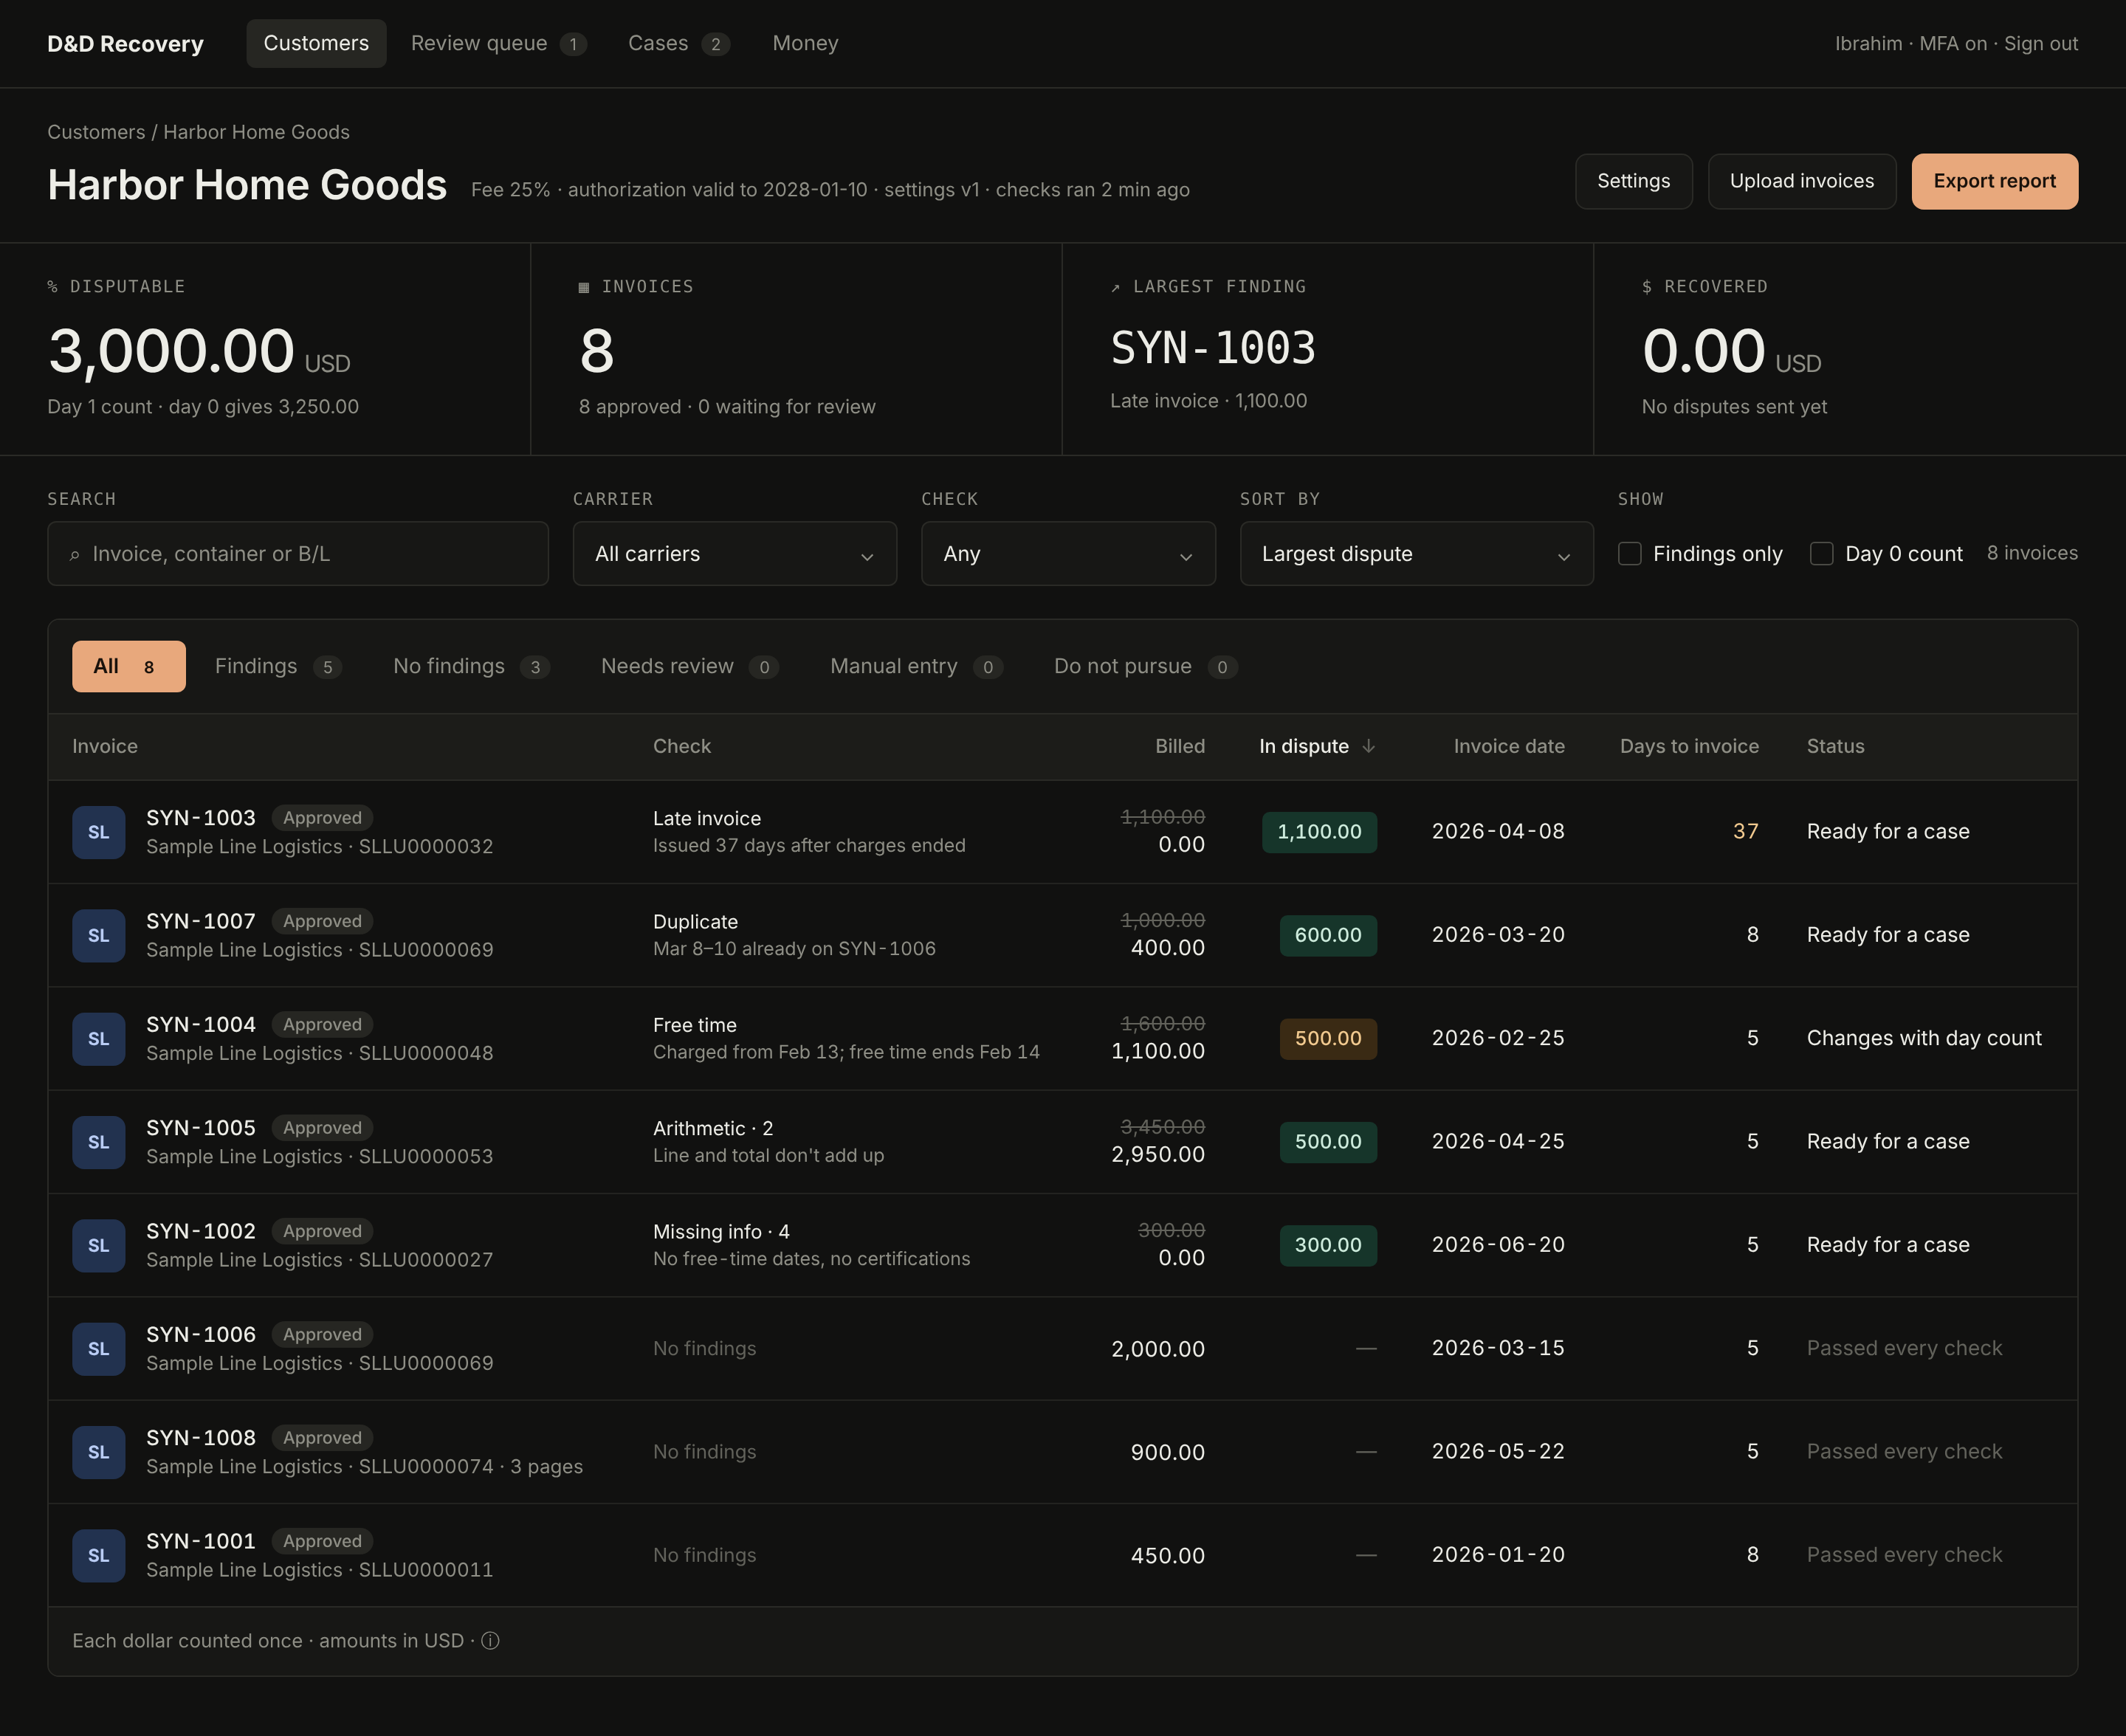 D&D Recovery Customers Review queue 1 Cases 2 Money Ibrahim · MFA on · Sign out
Customers / Harbor Home Goods
Harbor Home Goods Fee 25% · authorization valid to 2028-01-10 · settings v1 · checks ran 2 min ago Settings Upload invoices Export report
% DISPUTABLE
3,000.00 USD
Day 1 count · day 0 gives 3,250.00
▦ INVOICES
8
8 approved · 0 waiting for review
↗ LARGEST FINDING
SYN-1003
Late invoice · 1,100.00
$ RECOVERED
0.00 USD
No disputes sent yet
SEARCH CARRIER CHECK SORT BY SHOW
Invoice, container or B/L All carriers Any Largest dispute Findings only Day 0 count 8 invoices
All 8 Findings 5 No findings 3 Needs review 0 Manual entry 0 Do not pursue 0
Invoice Check Billed In dispute ↓ Invoice date Days to invoice Status
SL SYN-1003 Approved Late invoice 1,100.00 1,100.00 2026-04-08 37 Ready for a case
Sample Line Logistics · SLLU0000032 Issued 37 days after charges ended 0.00
SL SYN-1007 Approved Duplicate 1,000.00 600.00 2026-03-20 8 Ready for a case
Sample Line Logistics · SLLU0000069 Mar 8–10 already on SYN-1006 400.00
SL SYN-1004 Approved Free time 1,600.00 500.00 2026-02-25 5 Changes with day count
Sample Line Logistics · SLLU0000048 Charged from Feb 13; free time ends Feb 14 1,100.00
SL SYN-1005 Approved Arithmetic · 2 3,450.00 500.00 2026-04-25 5 Ready for a case
Sample Line Logistics · SLLU0000053 Line and total don't add up 2,950.00
SL SYN-1002 Approved Missing info · 4 300.00 300.00 2026-06-20 5 Ready for a case
Sample Line Logistics · SLLU0000027 No free-time dates, no certifications 0.00
SL SYN-1006 Approved No findings 2,000.00 — 2026-03-15 5 Passed every check
Sample Line Logistics · SLLU0000069
SL SYN-1008 Approved No findings 900.00 — 2026-05-22 5 Passed every check
Sample Line Logistics · SLLU0000074 · 3 pages
SL SYN-1001 Approved No findings 450.00 — 2026-01-20 8 Passed every check
Sample Line Logistics · SLLU0000011
Each dollar counted once · amounts in USD · ⓘ